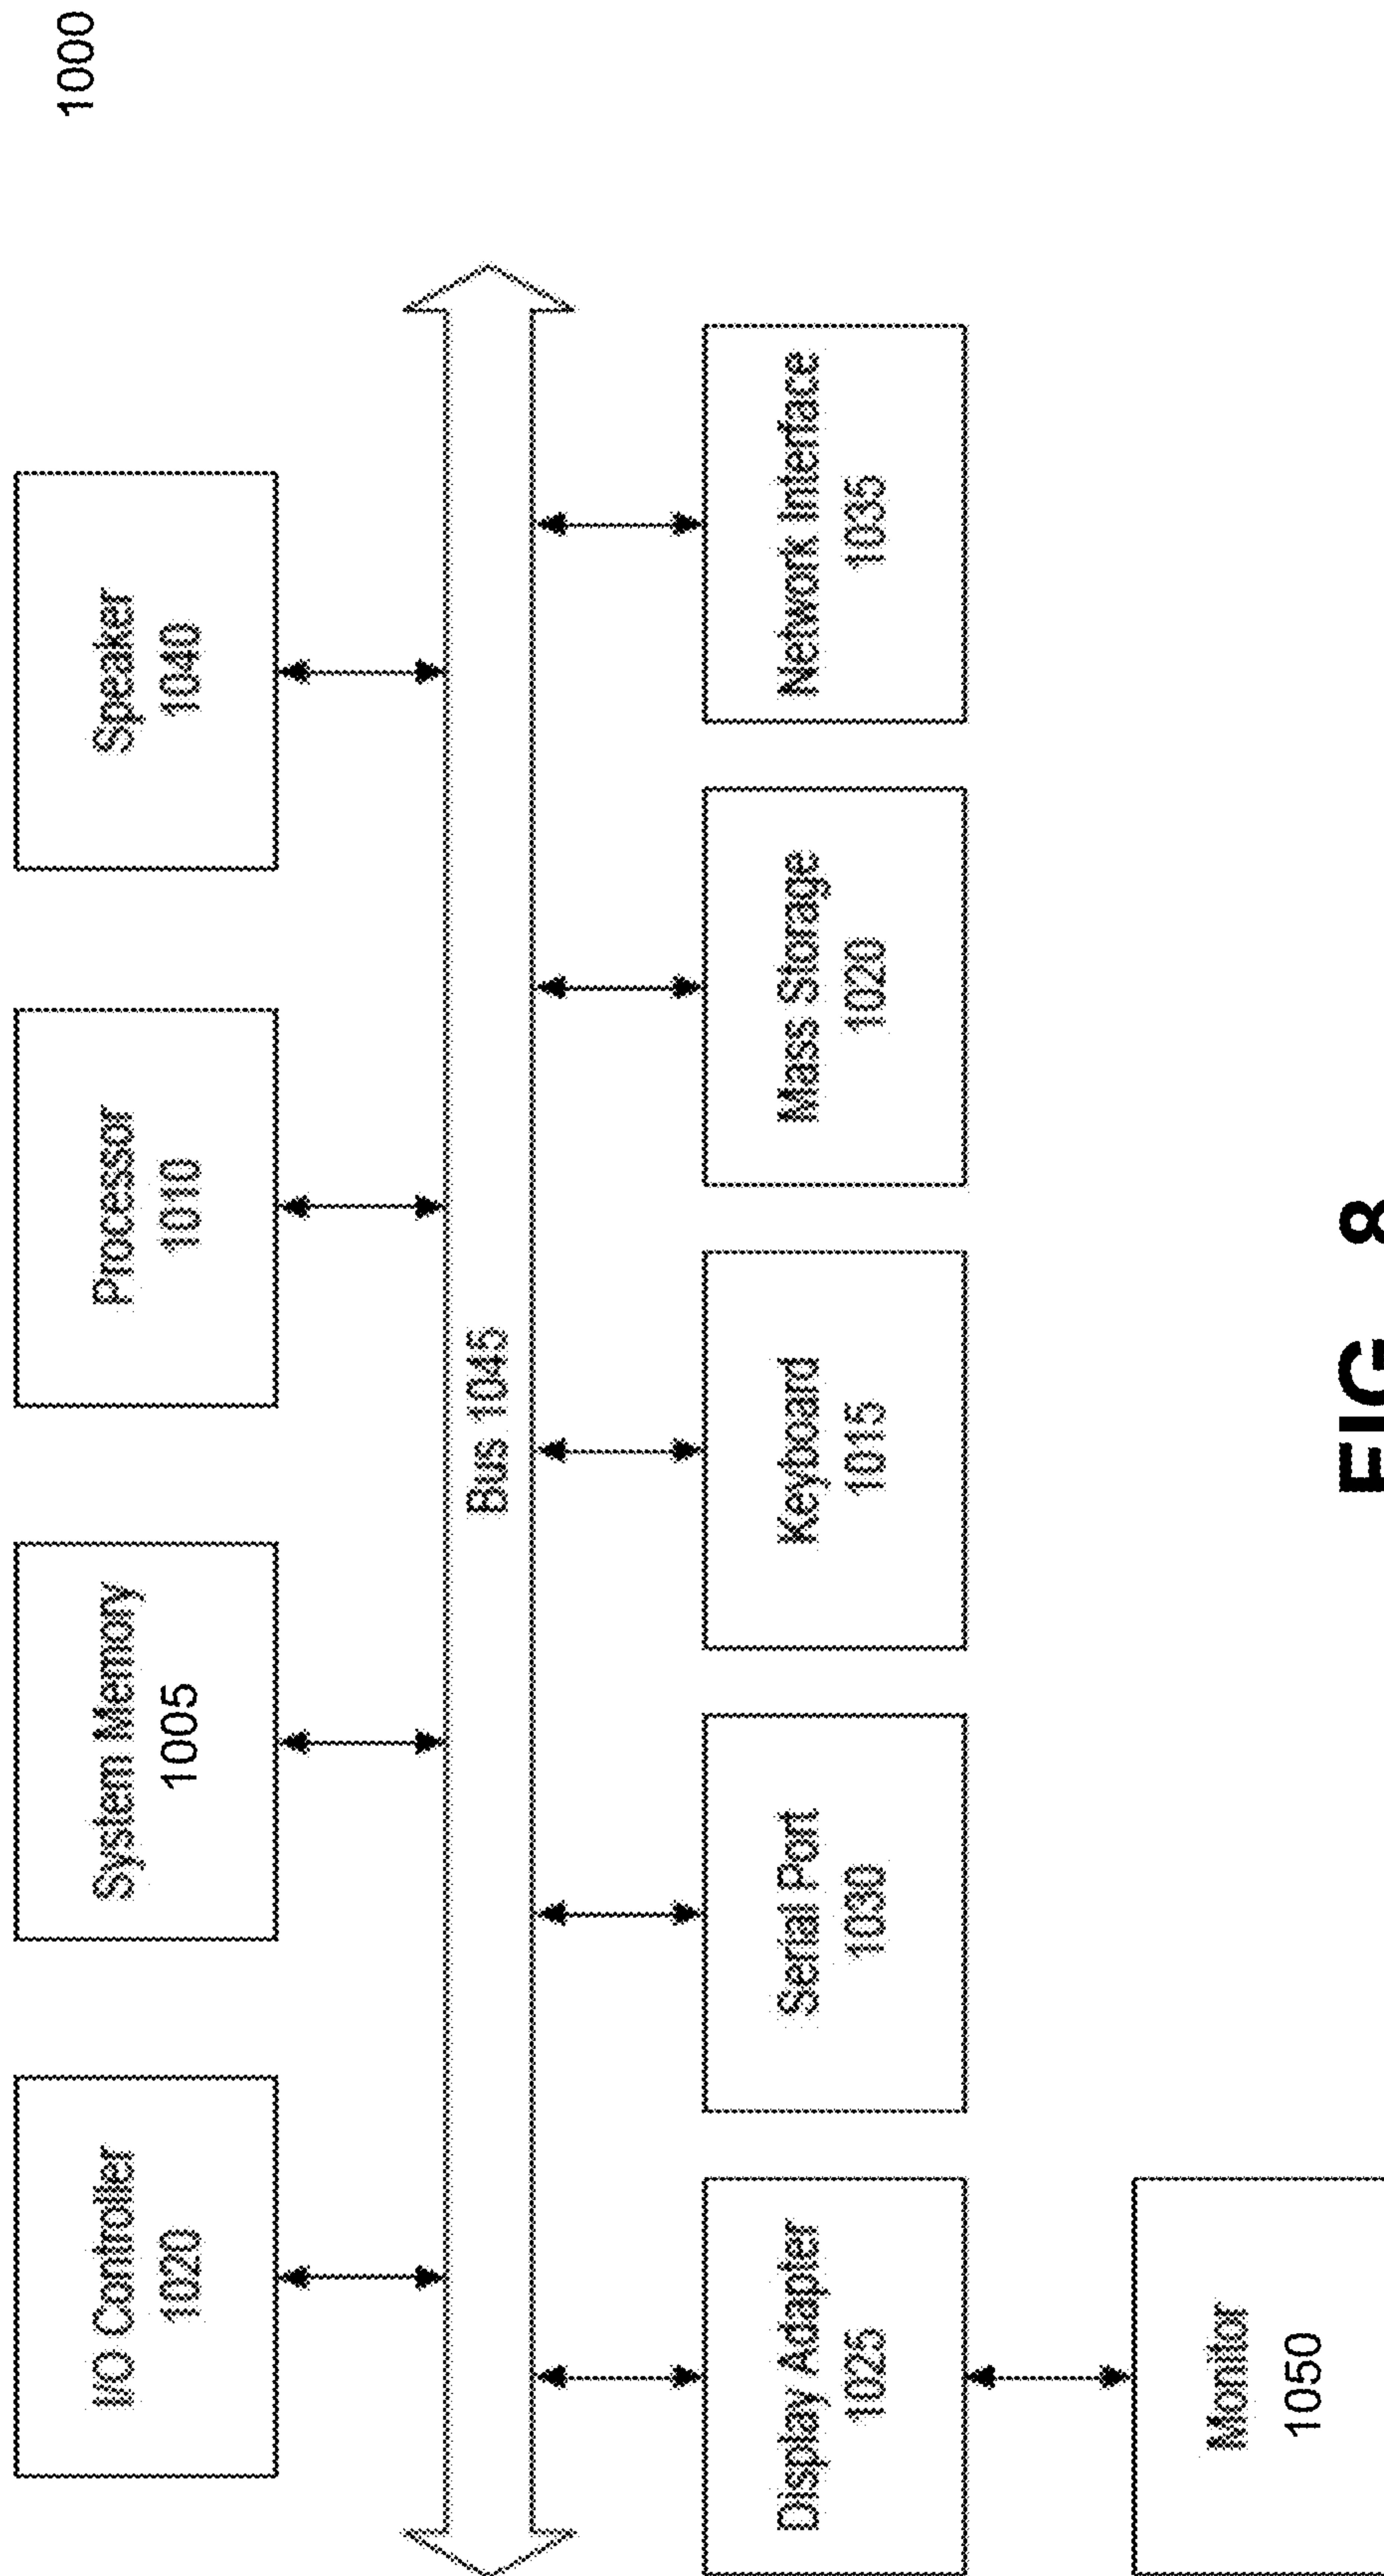 1000
I/O Controller
1020
System Memory
1005
Processor
1010
Speaker
1040
Bus 1045
Display Adapter
1025
Serial Port
1030
Keyboard
1015
Mass Storage
1020
Network Interface
1035
Monitor
1050
FIG. 8